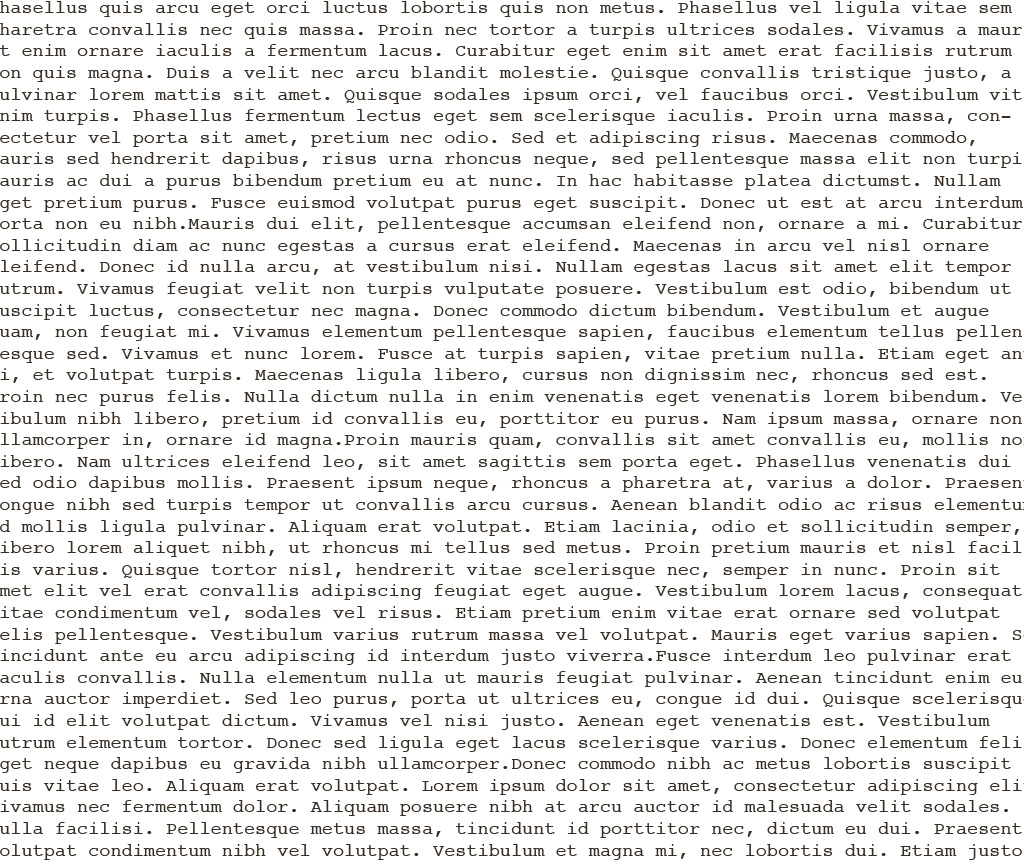 hasellus quis arcu eget orci luctus lobortis quis non metus. Phasellus vel ligula vitae sem
haretra convallis nec quis massa. Proin nec tortor a turpis ultrices sodales. Vivamus a maur
t enim ornare iaculis a fermentum lacus. Curabitur eget enim sit amet erat facilisis rutrum
on quis magna. Duis a velit nec arcu blandit molestie. Quisque convallis tristique justo, a
ulvinar lorem mattis sit amet. Quisque sodales ipsum orci, vel faucibus orci. Vestibulum vit
nim turpis. Phasellus fermentum lectus eget sem scelerisque iaculis. Proin urna massa, con-
ectetur vel porta sit amet, pretium nec odio. Sed et adipiscing risus. Maecenas commodo,
auris sed hendrerit dapibus, risus urna rhoncus neque, sed pellentesque massa elit non turpi
auris ac dui a purus bibendum pretium eu at nunc. In hac habitasse platea dictumst. Nullam
get pretium purus. Fusce euismod volutpat purus eget suscipit. Donec ut est at arcu interdum
orta non eu nibh.Mauris dui elit, pellentesque accumsan eleifend non, ornare a mi. Curabitur
ollicitudin diam ac nunc egestas a cursus erat eleifend. Maecenas in arcu vel nisl ornare
leifend. Donec id nulla arcu, at vestibulum nisi. Nullam egestas lacus sit amet elit tempor
utrum. Vivamus feugiat velit non turpis vulputate posuere. Vestibulum est odio, bibendum ut
uscipit luctus, consectetur nec magna. Donec commodo dictum bibendum. Vestibulum et augue
uam, non feugiat mi. Vivamus elementum pellentesque sapien, faucibus elementum tellus pellen
esque sed. Vivamus et nunc lorem. Fusce at turpis sapien, vitae pretium nulla. Etiam eget an
i, et volutpat turpis. Maecenas ligula libero, cursus non dignissim nec, rhoncus sed est.
roin nec purus felis. Nulla dictum nulla in enim venenatis eget venenatis lorem bibendum. Ve
ibulum nibh libero, pretium id convallis eu, porttitor eu purus. Nam ipsum massa, ornare non
llamcorper in, ornare id magna.Proin mauris quam, convallis sit amet convallis eu, mollis no
ibero. Nam ultrices eleifend leo, sit amet sagittis sem porta eget. Phasellus venenatis dui
ed odio dapibus mollis. Praesent ipsum neque, rhoncus a pharetra at, varius a dolor. Praesen
ongue nibh sed turpis tempor ut convallis arcu cursus. Aenean blandit odio ac risus elementu
d mollis ligula pulvinar. Aliquam erat volutpat. Etiam lacinia, odio et sollicitudin semper,
ibero lorem aliquet nibh, ut rhoncus mi tellus sed metus. Proin pretium mauris et nisl facil
is varius. Quisque tortor nisl, hendrerit vitae scelerisque nec, semper in nunc. Proin sit
met elit vel erat convallis adipiscing feugiat eget augue. Vestibulum lorem lacus, consequat
itae condimentum vel, sodales vel risus. Etiam pretium enim vitae erat ornare sed volutpat
elis pellentesque. Vestibulum varius rutrum massa vel volutpat. Mauris eget varius sapien. S
incidunt ante eu arcu adipiscing id interdum justo viverra.Fusce interdum leo pulvinar erat
aculis convallis. Nulla elementum nulla ut mauris feugiat pulvinar. Aenean tincidunt enim eu
rna auctor imperdiet. Sed leo purus, porta ut ultrices eu, congue id dui. Quisque scelerisqu
ui id elit volutpat dictum. Vivamus vel nisi justo. Aenean eget venenatis est. Vestibulum
utrum elementum tortor. Donec sed ligula eget lacus scelerisque varius. Donec elementum feli
get neque dapibus eu gravida nibh ullamcorper.Donec commodo nibh ac metus lobortis suscipit
uis vitae leo. Aliquam erat volutpat. Lorem ipsum dolor sit amet, consectetur adipiscing eli
ivamus nec fermentum dolor. Aliquam posuere nibh at arcu auctor id malesuada velit sodales.
ulla facilisi. Pellentesque metus massa, tincidunt id porttitor nec, dictum eu dui. Praesent
olutpat condimentum nibh vel volutpat. Vestibulum et magna mi, nec lobortis dui. Etiam justo